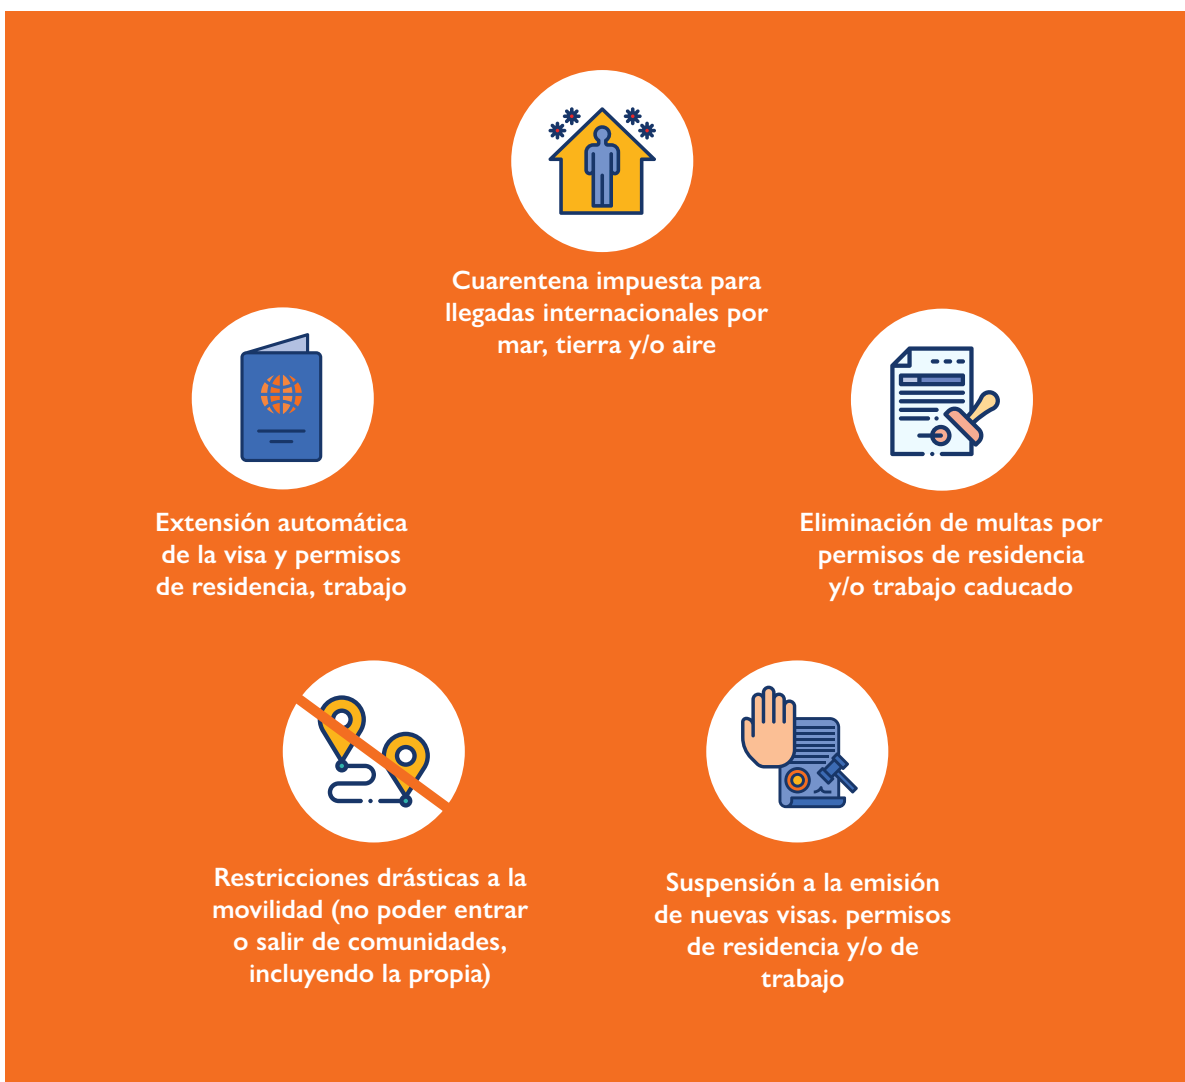 Cuarentena impuesta para
llegadas internacionales por
mar, tierra y/o aire
Extensión automática
de la visa y permisos
de residencia, trabajo
Eliminación de multas por
permisos de residencia
y/o trabajo caducado
Restricciones drásticas a la
movilidad (no poder entrar
o salir de comunidades,
incluyendo la propia)
Suspensión a la emisión
de nuevas visas. permisos
de residencia y/o de
trabajo